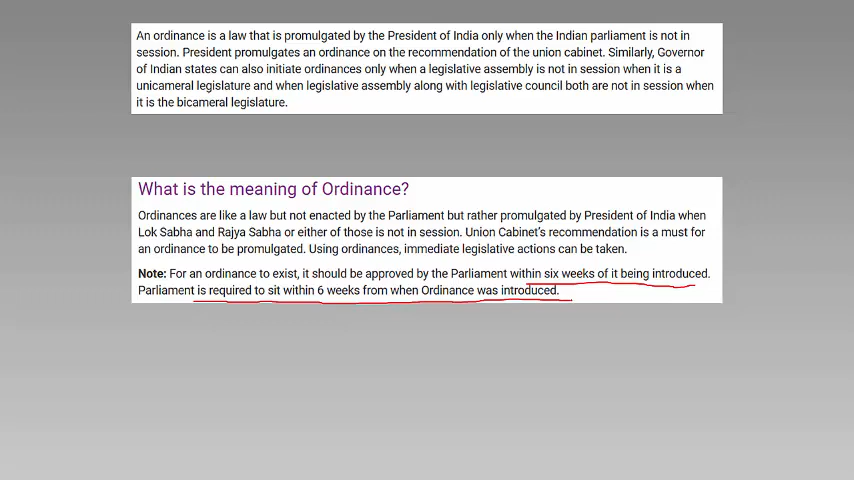 An ordinance is a law that is promulgated by the President of India only when the Indian parliament is not in
session. President promulgates an ordinance on the recommendation of the union cabinet. Similarly, Governor
of Indian states can also initiate ordinances only when a legislative assembly is not in session when it is a
unicameral legislature and when legislative assembly along with legislative council both are not in session when
it is the bicameral legislature.
What is the meaning of Ordinance?
Ordinances are like a law but not enacted by the Parliament but rather promulgated by President of India when
Lok Sabha and Rajya Sabha or either of those is not in session. Union Cabinet's recommendation is a must for
an ordinance to be promulgated. Using ordinances, immediate legislative actions can be taken.
Note: For an ordinance to exist, it should be approved by the Parliament within six weeks of it being introduced.
Parliament is required to sit within 6 weeks from when Ordinance was introduced.